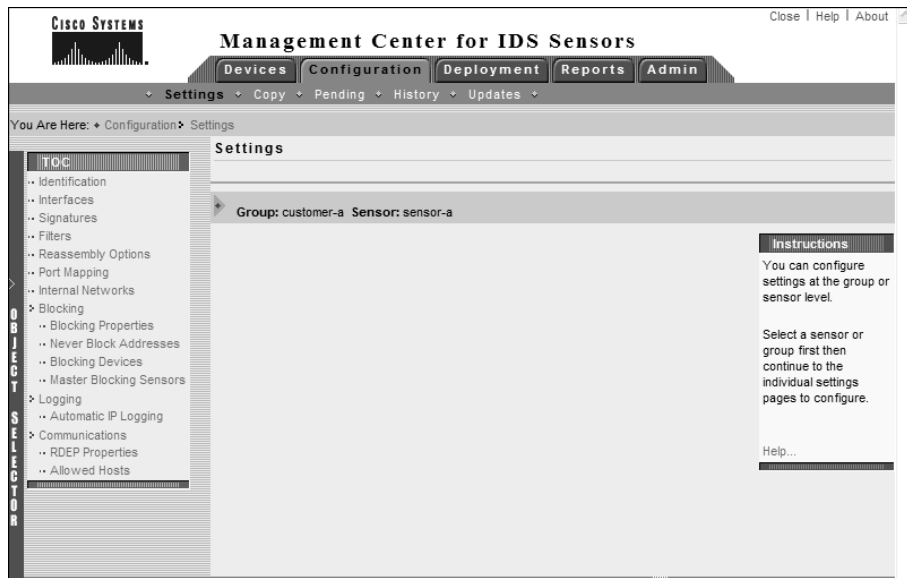 Close | Help | About
CISCO SYSTEMS
Management Center for IDS Sensors
Devices Configuration Deployment Reports Admin
Settings Copy Pending History Updates
You Are Here: Configuration Settings
OBJECT SELECTOR
TOC
Identification
Interfaces
Signatures
Filters
Reassembly Options
Port Mapping
Internal Networks
Blocking
Blocking Properties
Never Block Addresses
Blocking Devices
Master Blocking Sensors
Logging
Automatic IP Logging
Communications
RDEP Properties
Allowed Hosts
Settings
Group: customer-a Sensor: sensor-a
Instructions
You can configure
settings at the group or
sensor level.
Select a sensor or
group first then
continue to the
individual settings
pages to configure.
Help...